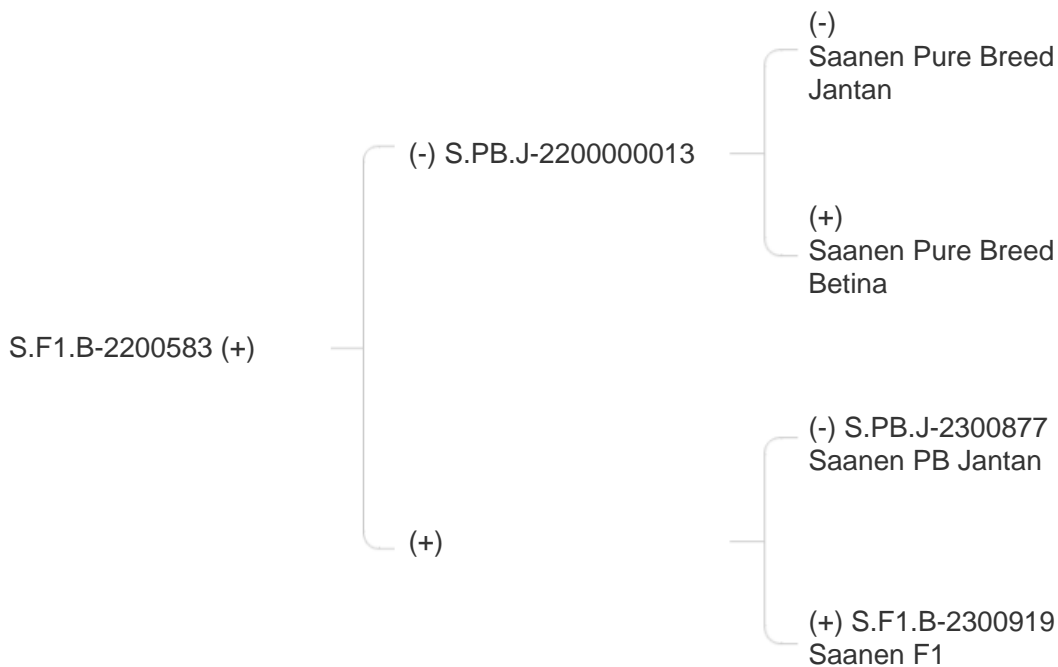 (-)
Saanen Pure Breed
Jantan
(-) S.PB.J-2200000013
(+)
Saanen Pure Breed
Betina
S.F1.B-2200583 (+)
(-) S.PB.J-2300877
Saanen PB Jantan
(+)
(+) S.F1.B-2300919
Saanen F1